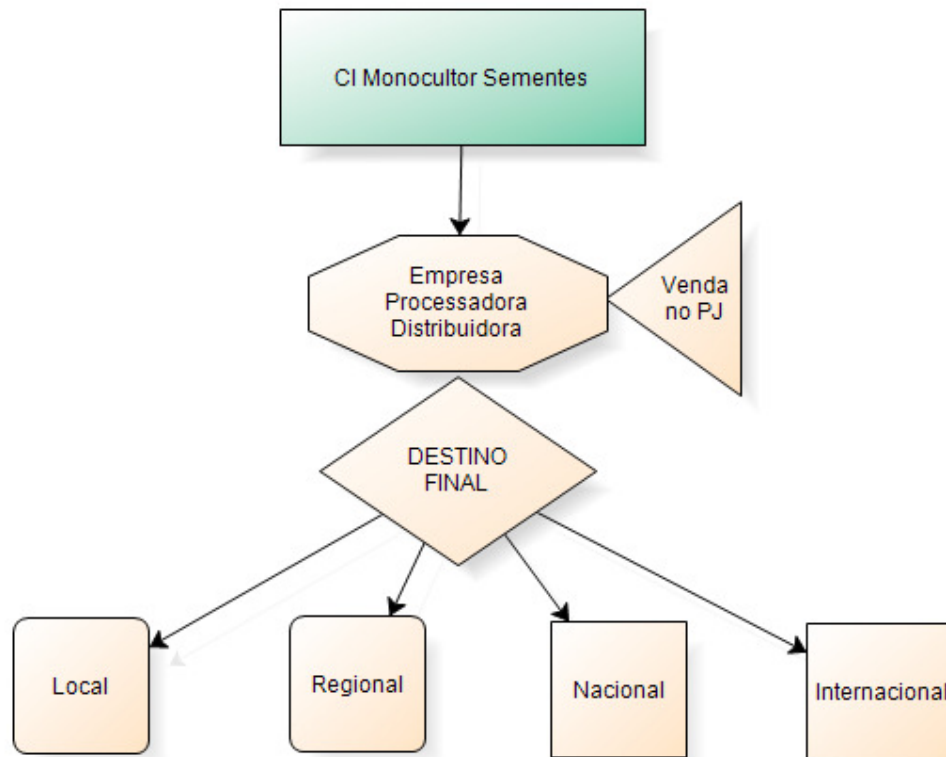 CI Monocultor Sementes
Empresa
Processadora
Distribuidora
Venda
no PJ
DESTINO
FINAL
Local
Regional
Nacional
Internacional